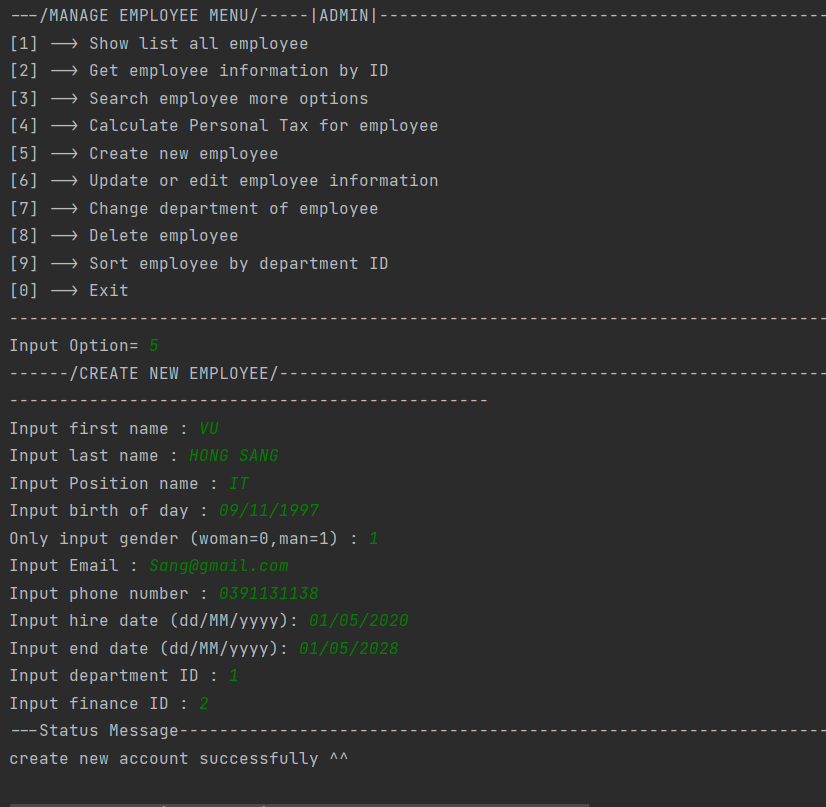 ---/MANAGE EMPLOYEE MENU/-----|ADMIN|---------------------------------------------
[1] --> Show list all employee
[2] --> Get employee information by ID
[3] --> Search employee more options
[4] --> Calculate Personal Tax for employee
[5] --> Create new employee
[6] --> Update or edit employee information
[7] --> Change department of employee
[8] --> Delete employee
[9] --> Sort employee by department ID
[0] --> Exit
----------------------------------------------------------------------------------
Input Option= 5
------/CREATE NEW EMPLOYEE/-------------------------------------------------------
------------------------------------------------
Input first name : VU
Input last name : HONG SANG
Input Position name : IT
Input birth of day : 09/11/1997
Only input gender (woman=0,man=1) : 1
Input Email : Sang@gmail.com
Input phone number : 0391131138
Input hire date (dd/MM/yyyy): 01/05/2020
Input end date (dd/MM/yyyy): 01/05/2028
Input department ID : 1
Input finance ID : 2
---Status Message-----------------------------------------------------------------
create new account successfully ^^